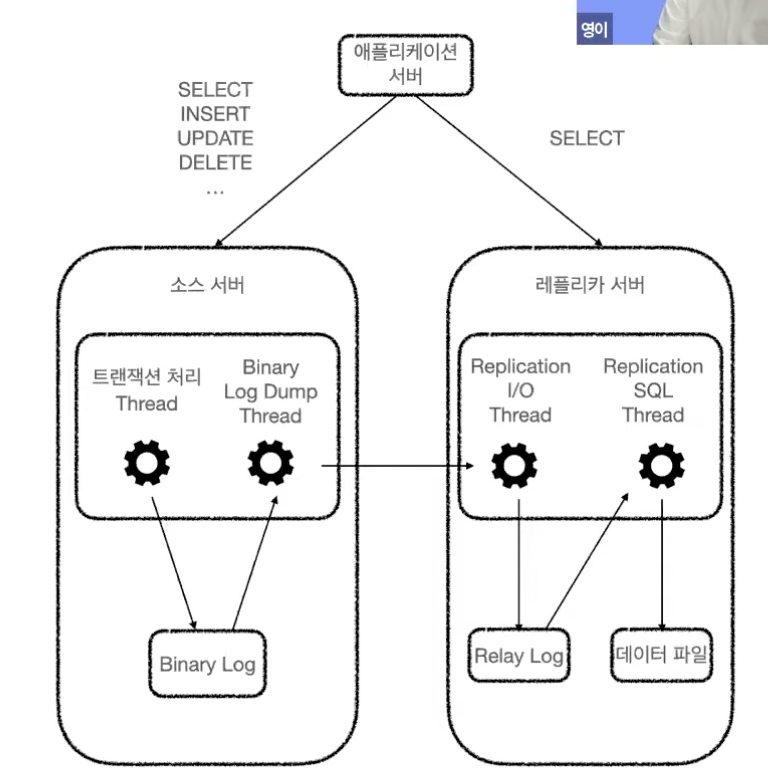 영이
애플리케이션
서버
SELECT
INSERT
UPDATE
DELETE
...
SELECT
소스 서버
트랜잭션 처리
Thread
Binary
Log Dump
Thread
Binary Log
레플리카 서버
Replication
I/O
Thread
Replication
SQL
Thread
Relay Log
데이터 파일